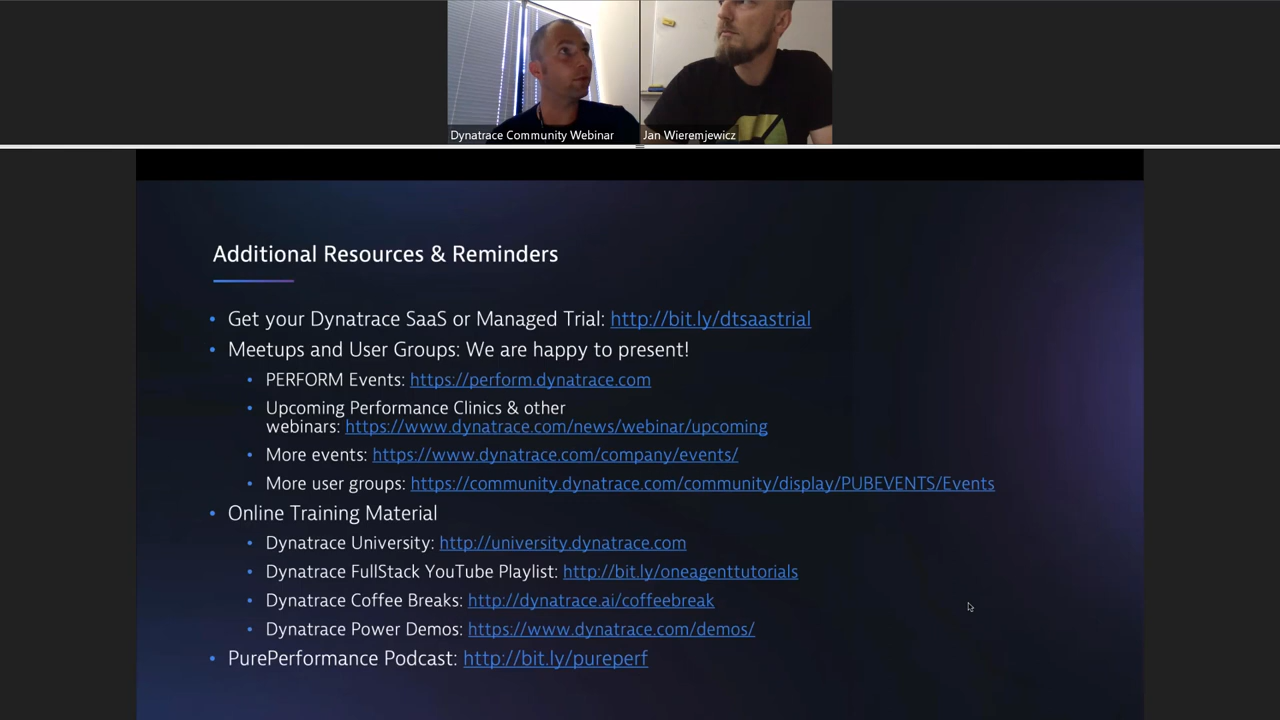 Dynatrace Community Webinar
Jan Wieremjewicz
Additional Resources & Reminders
• Get your Dynatrace SaaS or Managed Trial: http://bit.ly/dtsaastrial
• Meetups and User Groups: We are happy to present!
• PERFORM Events: https://perform.dynatrace.com
• Upcoming Performance Clinics & other
webinars: https://www.dynatrace.com/news/webinar/upcoming
• More events: https://www.dynatrace.com/company/events/
• More user groups: https://community.dynatrace.com/community/display/PUBEVENTS/Events
• Online Training Material
• Dynatrace University: http://university.dynatrace.com
• Dynatrace FullStack YouTube Playlist: http://bit.ly/oneagenttutorials
• Dynatrace Coffee Breaks: http://dynatrace.ai/coffeebreak
• Dynatrace Power Demos: https://www.dynatrace.com/demos/
• PurePerformance Podcast: http://bit.ly/pureperf